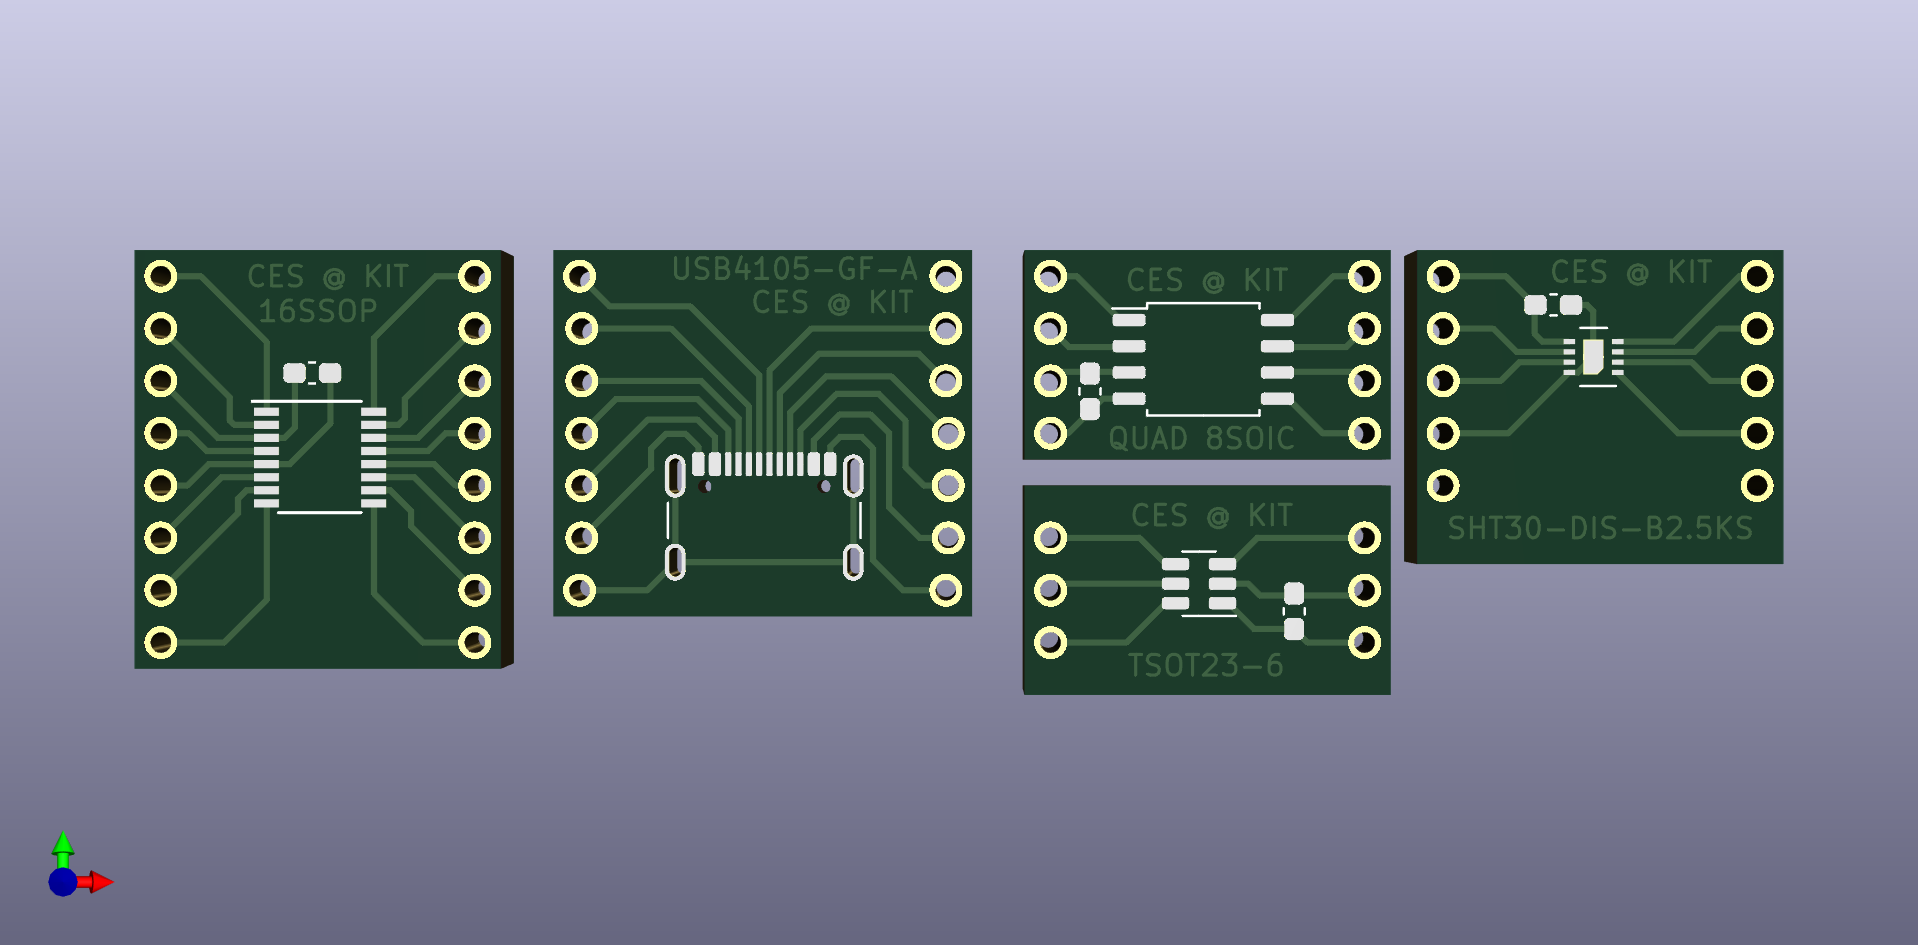 CES @ KIT
16SSOP
USB4105-GF-A
CES @ KIT
CES @ KIT
QUAD 8SOIC
CES @ KIT
TSOT23-6
CES @ KIT
SHT30-DIS-B2.5KS